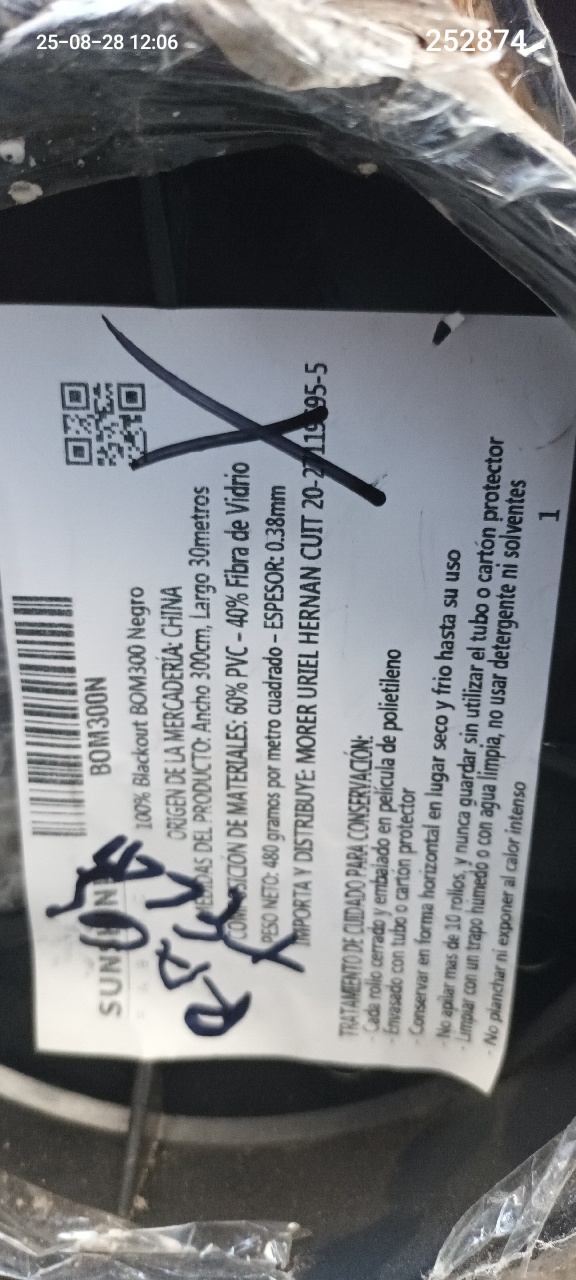 25-08-28 12:06
252874
SUNSHINE
BOM300N
100% Blackout BOM300 Negro
ORIGEN DE LA MERCADERÍA: CHINA
MEDIDAS DEL PRODUCTO: Ancho 300cm, Largo 30metros
COMPOSICIÓN DE MATERIALES: 60% PVC - 40% Fibra de Vidrio
PESO NETO: 480 gramos por metro cuadrado - ESPESOR: 0.38mm
IMPORTA Y DISTRIBUYE: MORER URIEL HERNAN CUIT
TRATAMIENTO DE CUIDADO PARA CONSERVACIÓN:
- Cada rollo cerrado y embalado en película de polietileno
- Envasado con tubo o cartón protector
- Conservar en forma horizontal en lugar seco y frio hasta su uso
- No apilar mas de 10 rollos, y nunca guardar sin utilizar el tubo o cartón protector
- Limpiar con un trapo húmedo o con agua limpia, no usar detergente ni solventes
- No planchar ni exponer al calor intenso
1